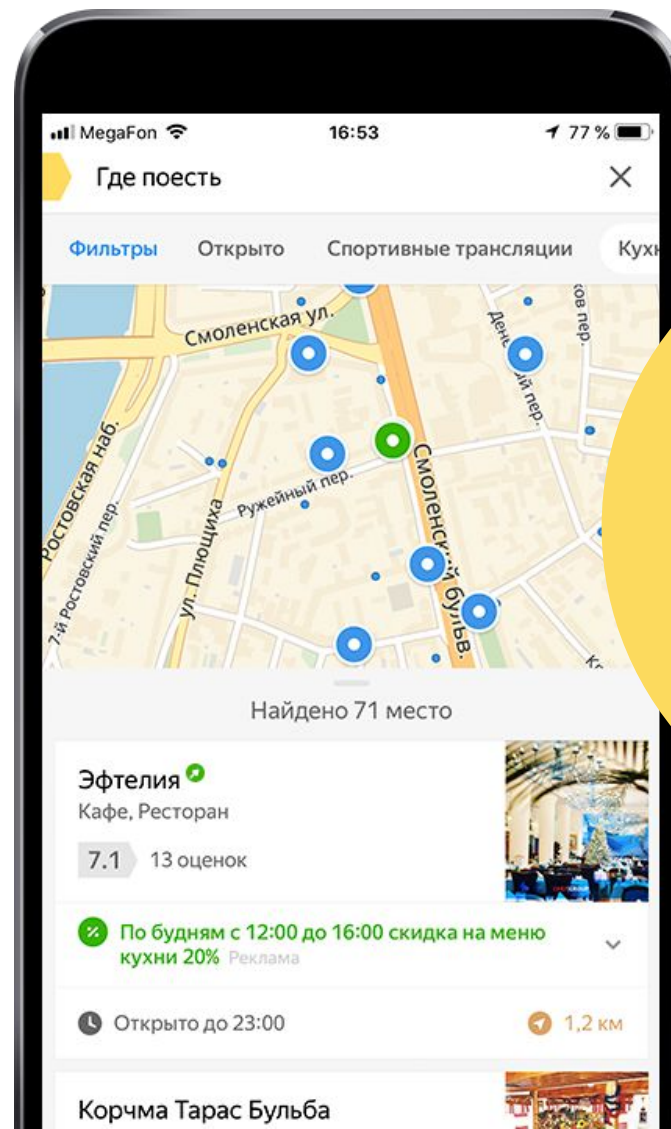 MegaFon 16:53 77 %
Где поесть
Фильтры Открыто Спортивные трансляции
Смоленская ул.
Ружейный пер.
Смоленский бульв.
ул. Плющиха
Ростовская наб.
7-й Ростовский пер.
Найдено 71 место
Эфтелия
Кафе, Ресторан
7.1 13 оценок
По будням с 12:00 до 16:00 скидка на меню
кухни 20% Реклама
Открыто до 23:00 1,2 км
Корчма Тарас Бульба